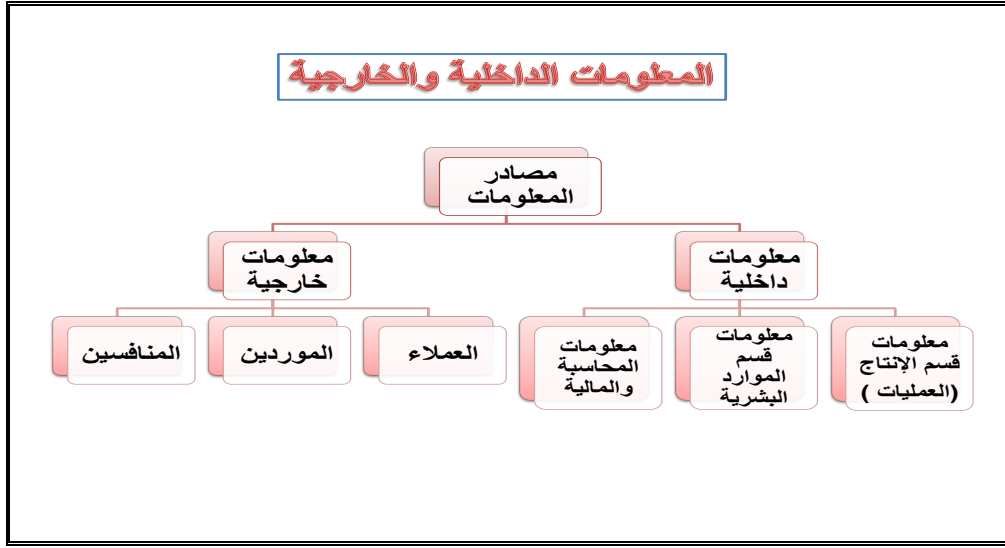 المعلومات الداخلية والخارجية
مصادر
المعلومات
معلومات
داخلية
معلومات
خارجية
معلومات
قسم الإنتاج
(العمليات )
معلومات
قسم
الموارد
البشرية
معلومات
المحاسبة
والمالية
العملاء
الموردين
المنافسين